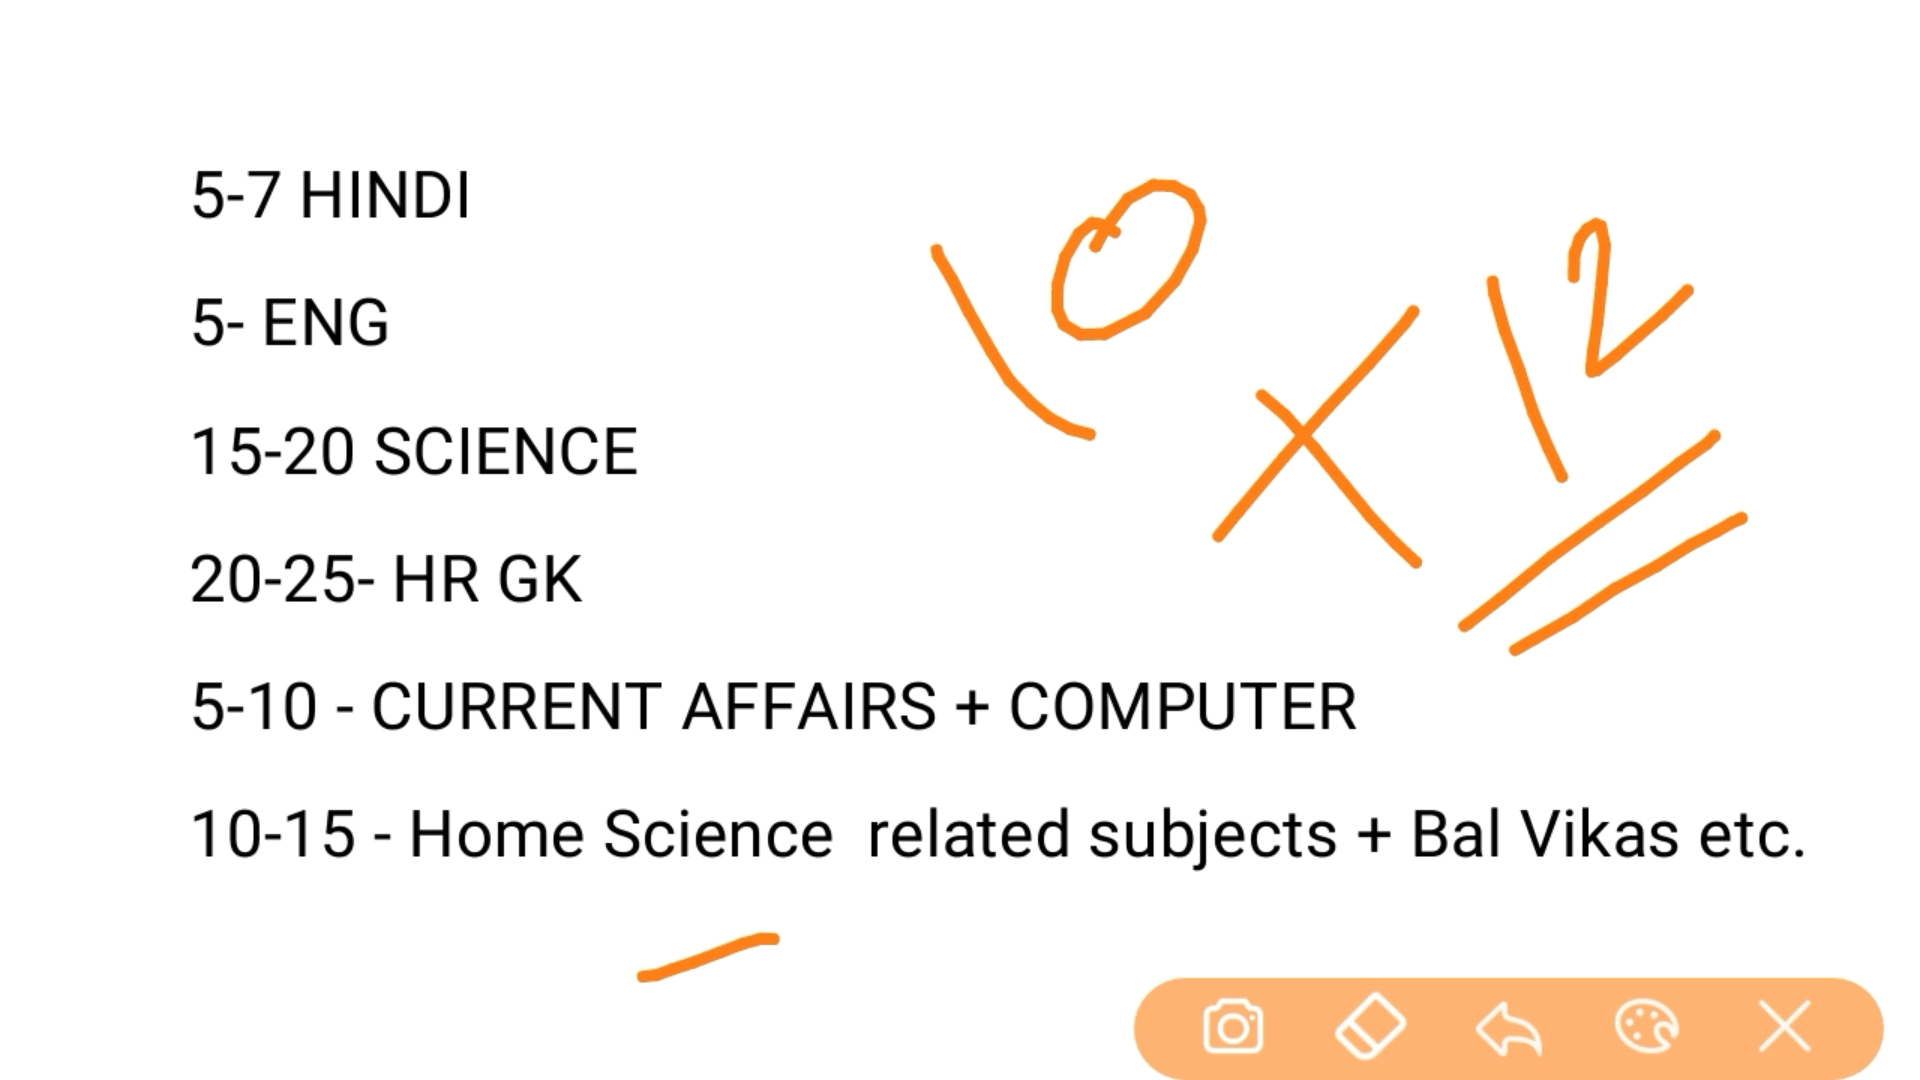 5-7 HINDI
10 × 12
5- ENG
15-20 SCIENCE
20-25- HR GK
5-10 - CURRENT AFFAIRS + COMPUTER
10-15 - Home Science related subjects + Bal Vikas etc.